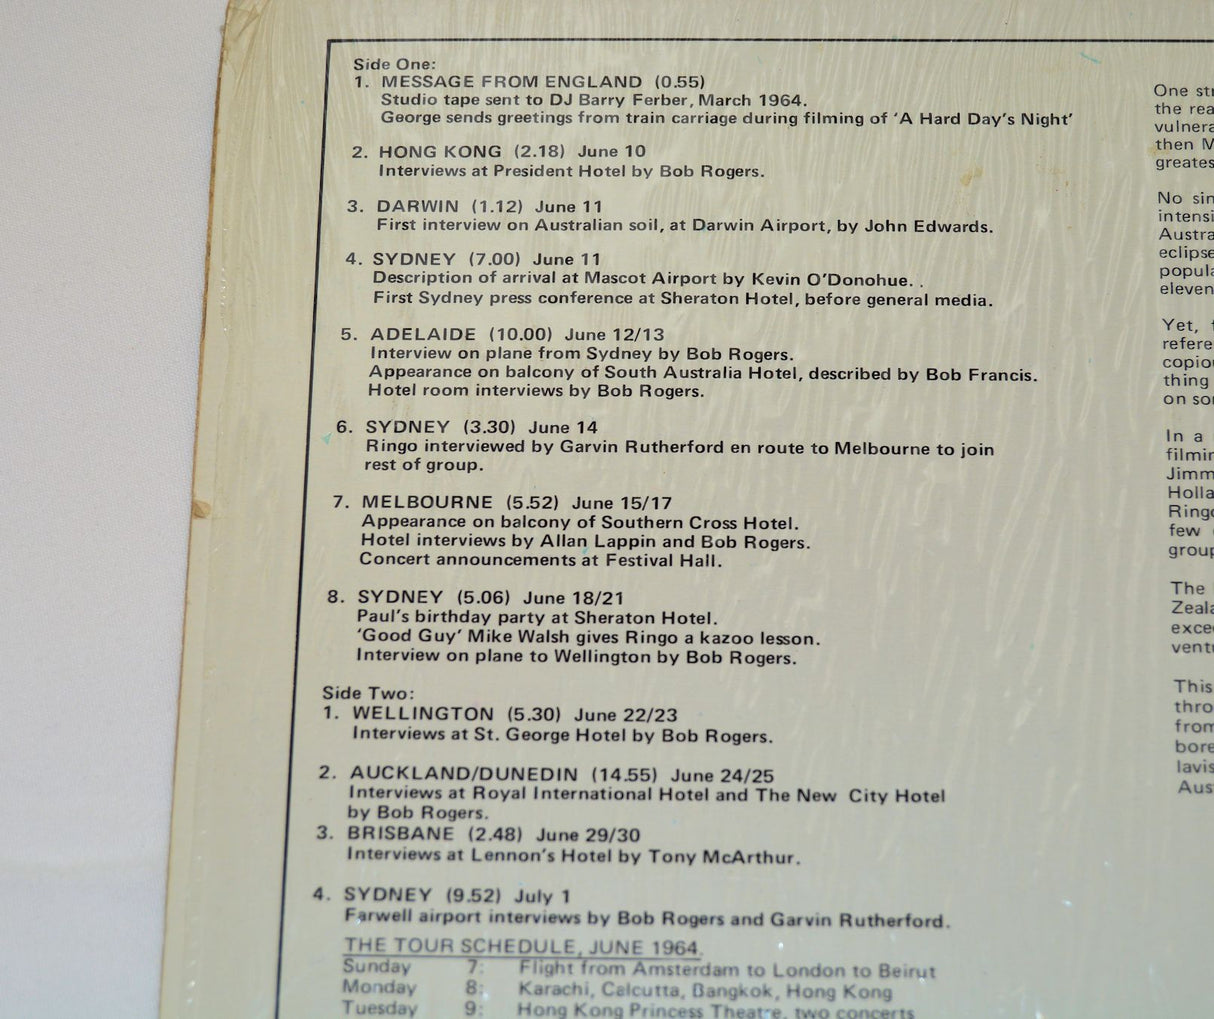 Side One:
1. MESSAGE FROM ENGLAND (0.55)
Studio tape sent to DJ Barry Ferber, March 1964.
George sends greetings from train carriage during filming of ‘A Hard Day’s Night’
2. HONG KONG (2.18) June 10
Interviews at President Hotel by Bob Rogers.
3. DARWIN (1.12) June 11
First interview on Australian soil, at Darwin Airport, by John Edwards.
4. SYDNEY (7.00) June 11
Description of arrival at Mascot Airport by Kevin O’Donohue. .
First Sydney press conference at Sheraton Hotel, before general media.
5. ADELAIDE (10.00) June 12/13
Interview on plane from Sydney by Bob Rogers.
Appearance on balcony of South Australia Hotel, described by Bob Francis.
Hotel room interviews by Bob Rogers.
6. SYDNEY (3.30) June 14
Ringo interviewed by Garvin Rutherford en route to Melbourne to join
rest of group.
7. MELBOURNE (5.52) June 15/17
Appearance on balcony of Southern Cross Hotel.
Hotel interviews by Allan Lappin and Bob Rogers.
Concert announcements at Festival Hall.
8. SYDNEY (5.06) June 18/21
Paul’s birthday party at Sheraton Hotel.
‘Good Guy’ Mike Walsh gives Ringo a kazoo lesson.
Interview on plane to Wellington by Bob Rogers.
Side Two:
1. WELLINGTON (5.30) June 22/23
Interviews at St. George Hotel by Bob Rogers.
2. AUCKLAND/DUNEDIN (14.55) June 24/25
Interviews at Royal International Hotel and The New City Hotel
by Bob Rogers.
3. BRISBANE (2.48) June 29/30
Interviews at Lennon’s Hotel by Tony McArthur.
4. SYDNEY (9.52) July 1
Farwell airport interviews by Bob Rogers and Garvin Rutherford.
THE TOUR SCHEDULE, JUNE 1964.
Sunday 7: Flight from Amsterdam to London to Beirut
Monday 8: Karachi, Calcutta, Bangkok, Hong Kong
Tuesday 9: Hong Kong Princess Theatre, two concerts
One
the
then
No
Yet,
thing
on
In a
few
The
This
from